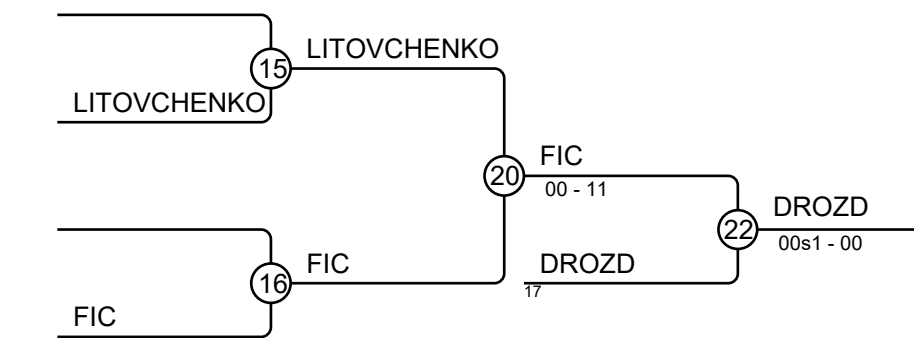 LITOVCHENKO
15
LITOVCHENKO
FIC
20
00 - 11
DROZD
22
00s1 - 00
FIC
16
DROZD
17
FIC